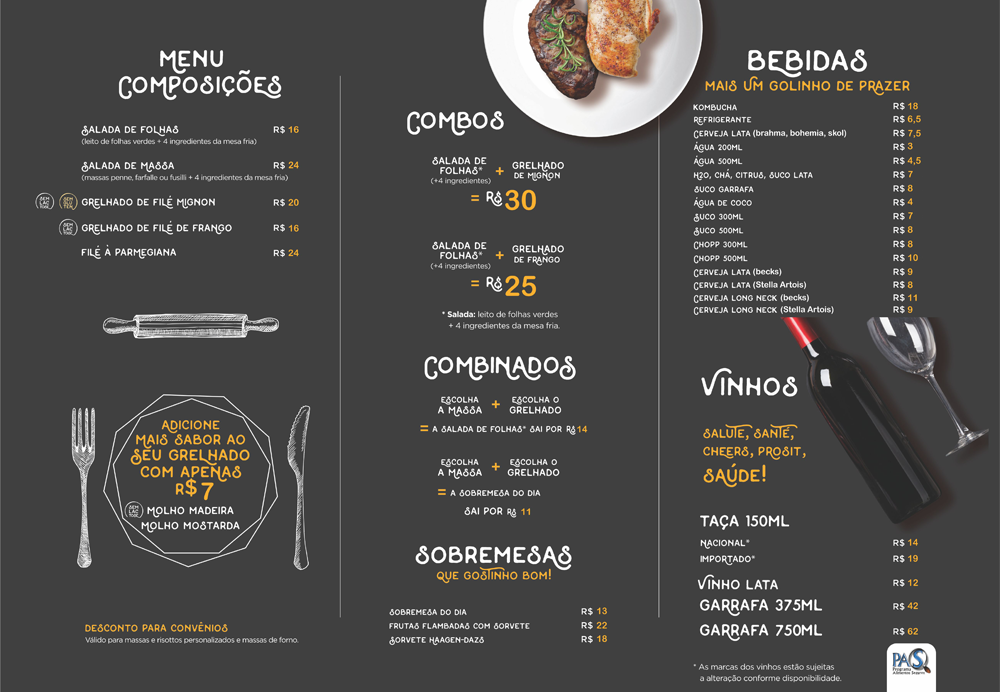 MENU
COMPOSIÇÕES
SALADA DE FOLHAS R$ 16
(leito de folhas verdes + 4 ingredientes da mesa fria)
SALADA DE MASSA R$ 24
(massas penne, farfalle ou fusilli + 4 ingredientes da mesa fria)
SEM LACTOSE SEM GLÚTEN GRELHADO DE FILÉ MIGNON R$ 20
SEM LACTOSE GRELHADO DE FILÉ DE FRANGO R$ 16
FILÉ À PARMEGIANA R$ 24
ADICIONE
MAIS SABOR AO
SEU GRELHADO
COM APENAS
R$ 7
SEM LACTOSE MOLHO MADEIRA
MOLHO MOSTARDA
DESCONTO PARA CONVÊNIOS
Válido para massas e risottos personalizados e massas de forno.
COMBOS
SALADA DE
FOLHAS*
(+4 ingredientes)
+
GRELHADO
DE MIGNON
= R$ 30
SALADA DE
FOLHAS*
(+4 ingredientes)
+
GRELHADO
DE FRANGO
= R$ 25
* Salada: leito de folhas verdes
+ 4 ingredientes da mesa fria.
COMBINADOS
ESCOLHA
A MASSA
+
ESCOLHA O
GRELHADO
= A SALADA DE FOLHAS* SAI POR R$ 14
ESCOLHA
A MASSA
+
ESCOLHA O
GRELHADO
= A SOBREMESA DO DIA
SAI POR R$ 11
SOBREMESAS
QUE GOSTINHO BOM!
SOBREMESA DO DIA R$ 13
FRUTAS FLAMBADAS COM SORVETE R$ 22
SORVETE HAAGEN-DAZS R$ 18
BEBIDAS
MAIS UM GOLINHO DE PRAZER
KOMBUCHA R$ 18
REFRIGERANTE R$ 6,5
CERVEJA LATA (brahma, bohemia, skol) R$ 7,5
ÁGUA 200ML R$ 3
ÁGUA 500ML R$ 4,5
H2O, CHÁ, CITRUS, SUCO LATA R$ 7
SUCO GARRAFA R$ 8
ÁGUA DE COCO R$ 4
SUCO 300ML R$ 7
SUCO 500ML R$ 8
CHOPP 300ML R$ 8
CHOPP 500ML R$ 10
CERVEJA LATA (becks) R$ 9
CERVEJA LATA (Stella Artois) R$ 8
CERVEJA LONG NECK (becks) R$ 11
CERVEJA LONG NECK (Stella Artois) R$ 9
VINHOS
SALUTE, SANTÉ,
CHEERS, PROSIT,
SAÚDE!
TAÇA 150ML
NACIONAL* R$ 14
IMPORTADO* R$ 19
VINHO LATA R$ 12
GARRAFA 375ML R$ 42
GARRAFA 750ML R$ 62
* As marcas dos vinhos estão sujeitas
a alteração conforme disponibilidade.
PAS
Programa
Alimentos Seguros